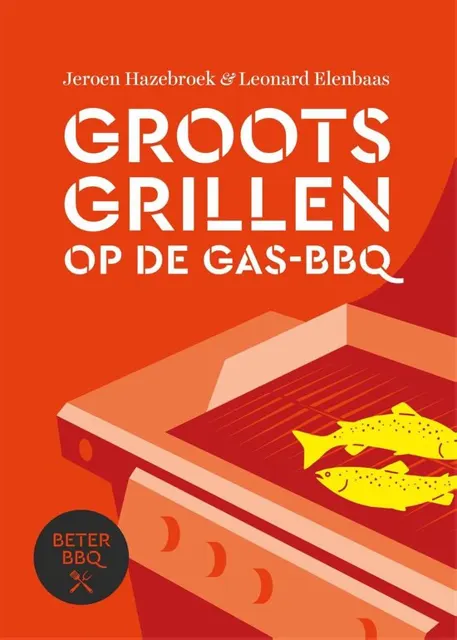 Jeroen Hazebroek & Leonard Elenbaas
GROOTS
GRILLEN
OP DE GAS-BBQ
BETER
BBQ